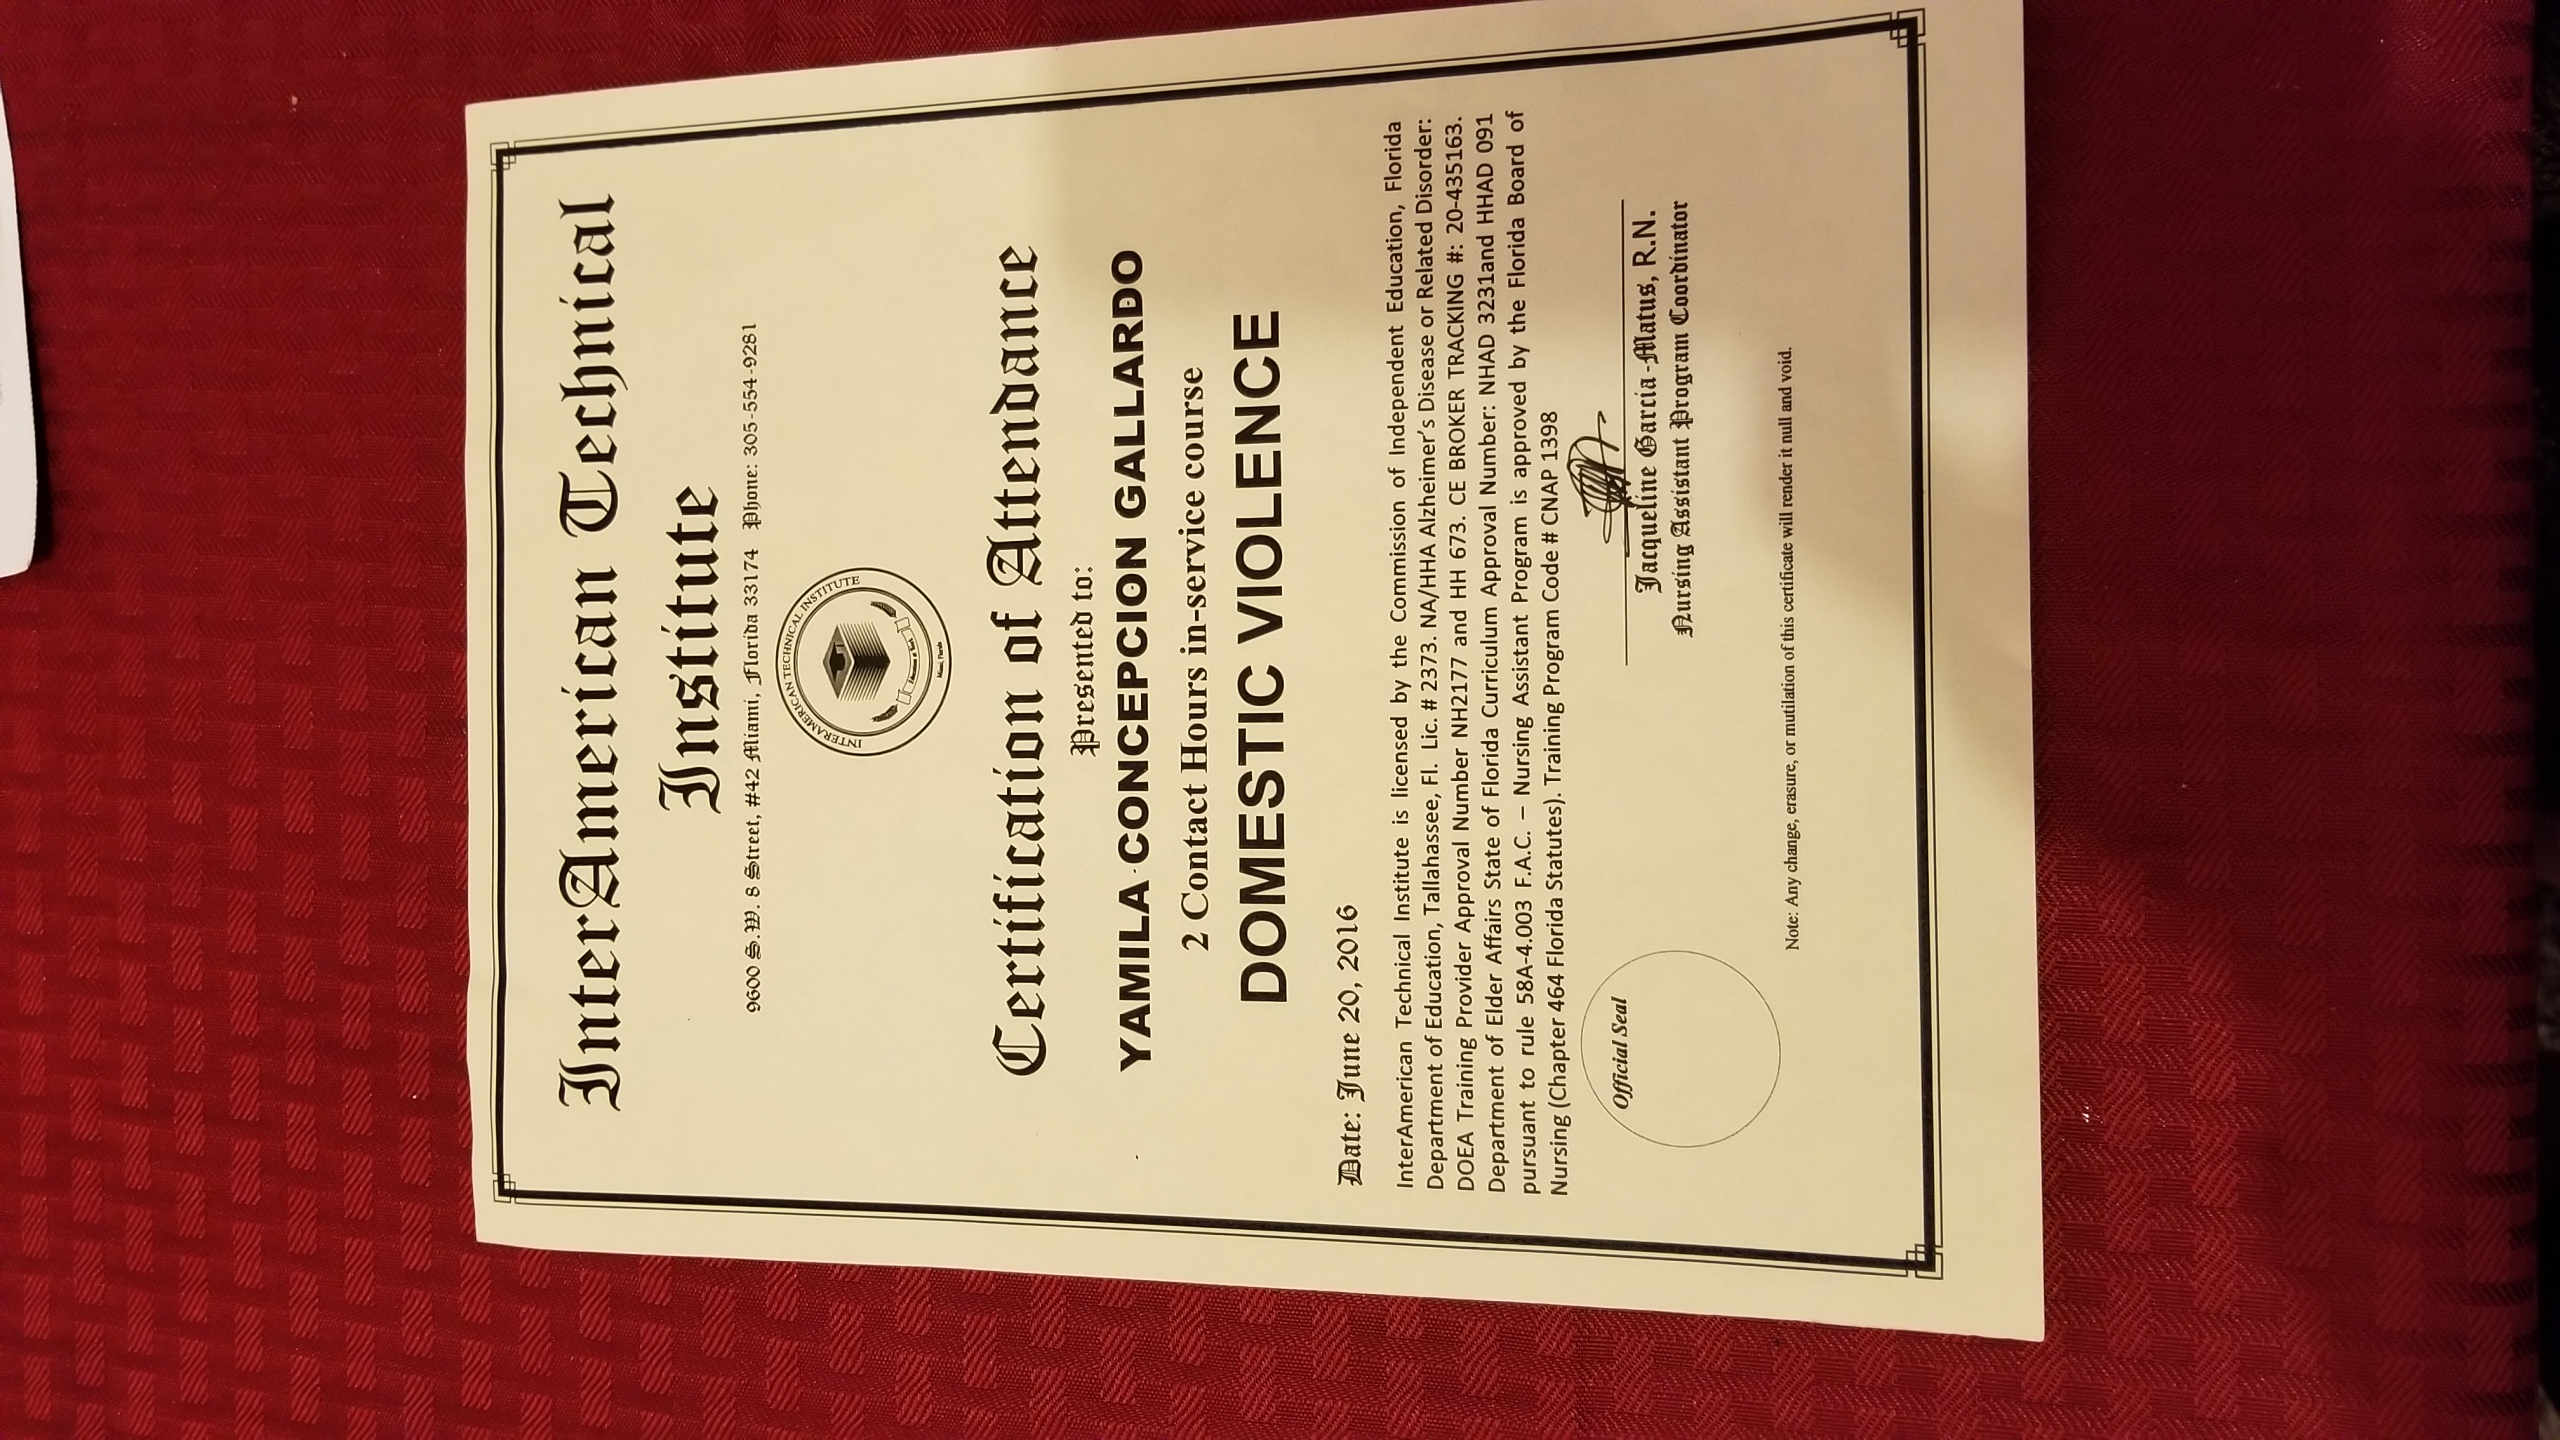 InterAmerican Technical
Institute
9600 S.W. 8 Street, #42 Miami, Florida 33174 Phone: 305-554-9281
INTERAMERICAN TECHNICAL INSTITUTE
Education at Work
Miami, Florida
Certification of Attendance
Presented to:
YAMILA CONCEPCION GALLARDO
2 Contact Hours in-service course
DOMESTIC VIOLENCE
Date: June 20, 2016
InterAmerican Technical Institute is licensed by the Commission of Independent Education, Florida
Department of Education, Tallahassee, Fl. Lic. # 2373. NA/HHA Alzheimer's Disease or Related Disorder:
DOEA Training Provider Approval Number NH2177 and HH 673. CE BROKER TRACKING #: 20-435163.
Department of Elder Affairs State of Florida Curriculum Approval Number: NHAD 3231and HHAD 091
pursuant to rule 58A-4.003 F.A.C. – Nursing Assistant Program is approved by the Florida Board of
Nursing (Chapter 464 Florida Statutes). Training Program Code # CNAP 1398
Official Seal
Jacqueline Garcia-Matus, R.N.
Nursing Assistant Program Coordinator
Note: Any change, erasure, or mutilation of this certificate will render it null and void.